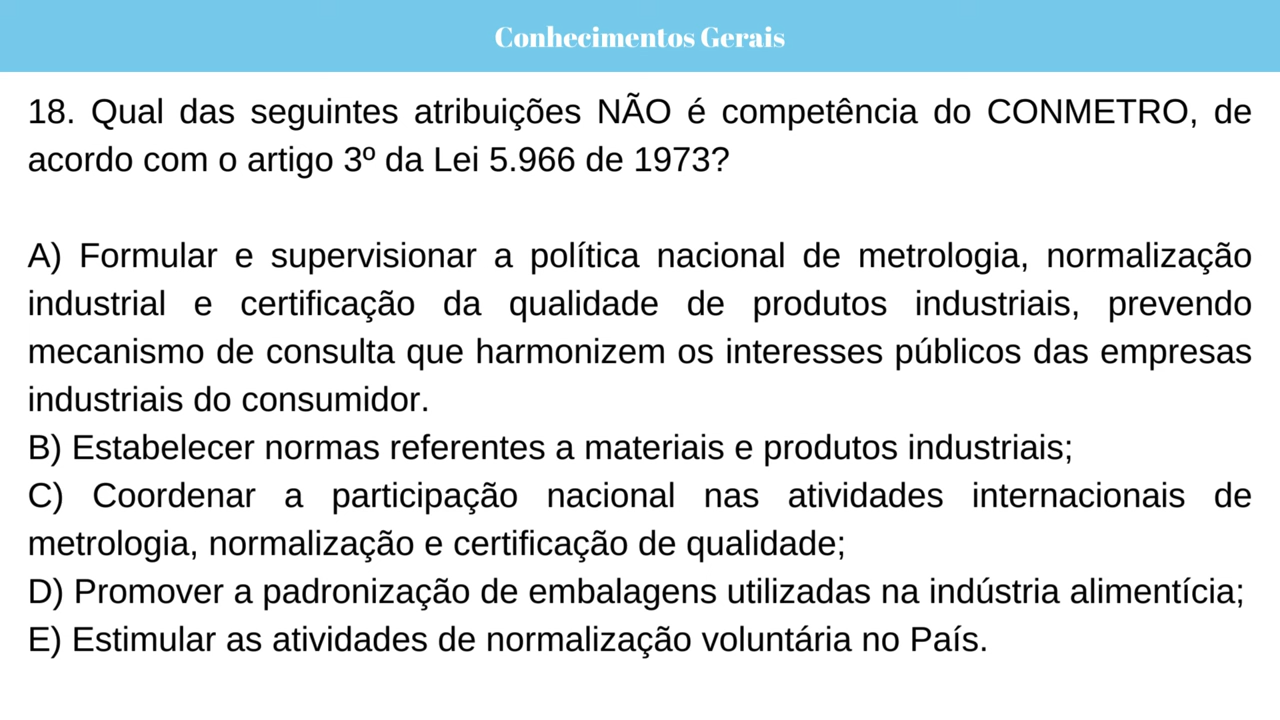 Conhecimentos Gerais
18. Qual das seguintes atribuições NÃO é competência do CONMETRO, de
acordo com o artigo 3º da Lei 5.966 de 1973?
A) Formular e supervisionar a política nacional de metrologia, normalização
industrial e certificação da qualidade de produtos industriais, prevendo
mecanismo de consulta que harmonizem os interesses públicos das empresas
industriais do consumidor.
B) Estabelecer normas referentes a materiais e produtos industriais;
C) Coordenar a participação nacional nas atividades internacionais de
metrologia, normalização e certificação de qualidade;
D) Promover a padronização de embalagens utilizadas na indústria alimentícia;
E) Estimular as atividades de normalização voluntária no País.